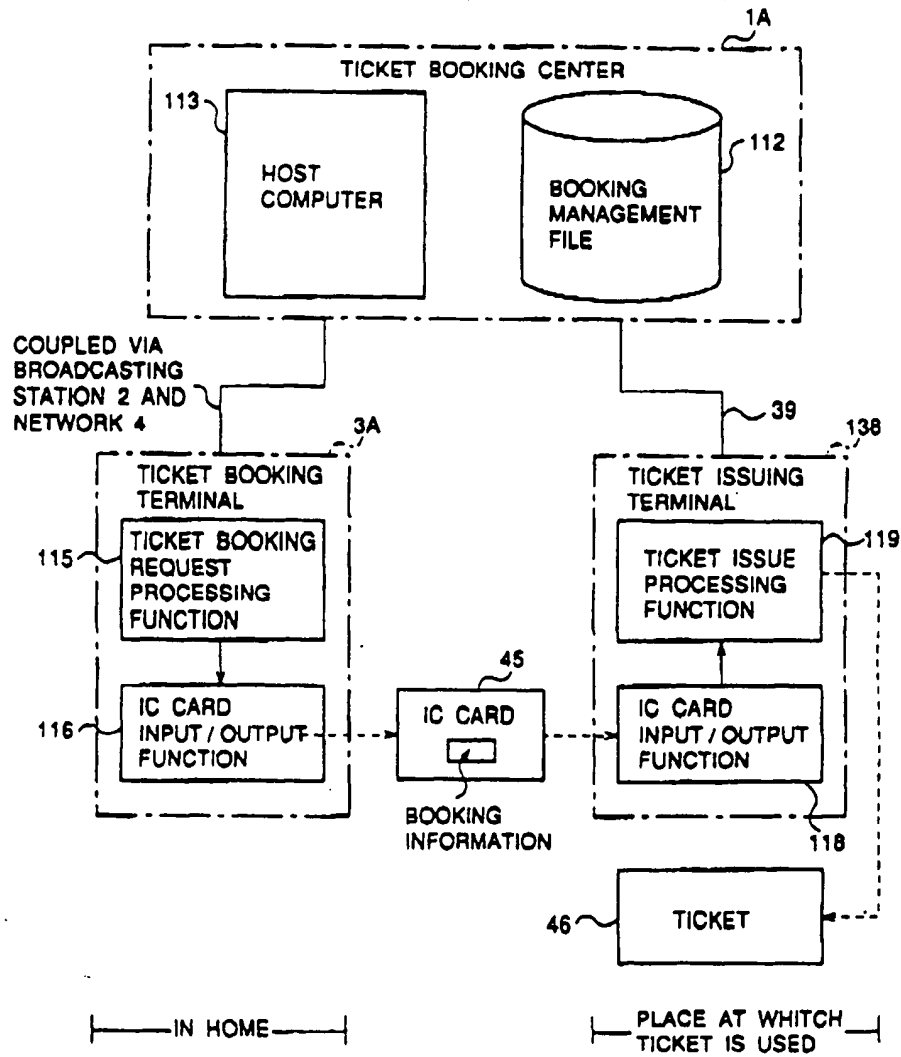 1A
TICKET BOOKING CENTER
113
HOST
COMPUTER
112
BOOKING
MANAGEMENT
FILE
COUPLED VIA
BROADCASTING
STATION 2 AND
NETWORK 4
39
3A
138
TICKET BOOKING
TERMINAL
TICKET ISSUING
TERMINAL
115
TICKET BOOKING
REQUEST
PROCESSING
FUNCTION
119
TICKET ISSUE
PROCESSING
FUNCTION
45
116
IC CARD
INPUT / OUTPUT
FUNCTION
IC CARD
IC CARD
INPUT / OUTPUT
FUNCTION
BOOKING
INFORMATION
118
46
TICKET
IN HOME
PLACE AT WHITCH
TICKET IS USED